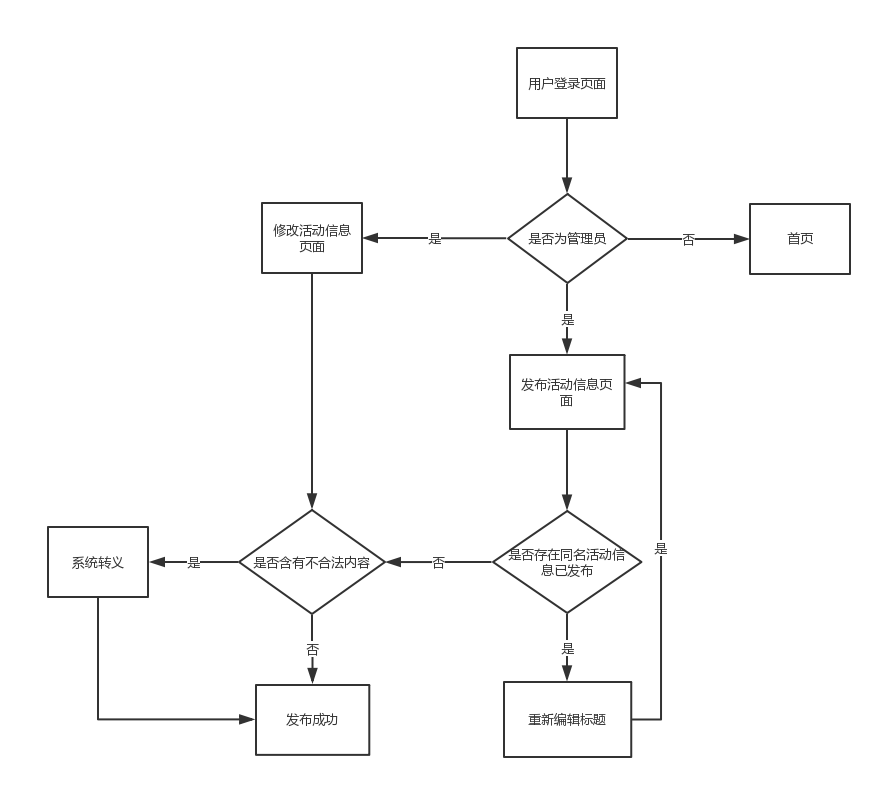 用户登录页面
修改活动信息
页面
是
是否为管理员
否
首页
是
发布活动信息页
面
是
系统转义
是
是否含有不合法内容
否
是否存在同名活动信
息已发布
否
是
发布成功
重新编辑标题